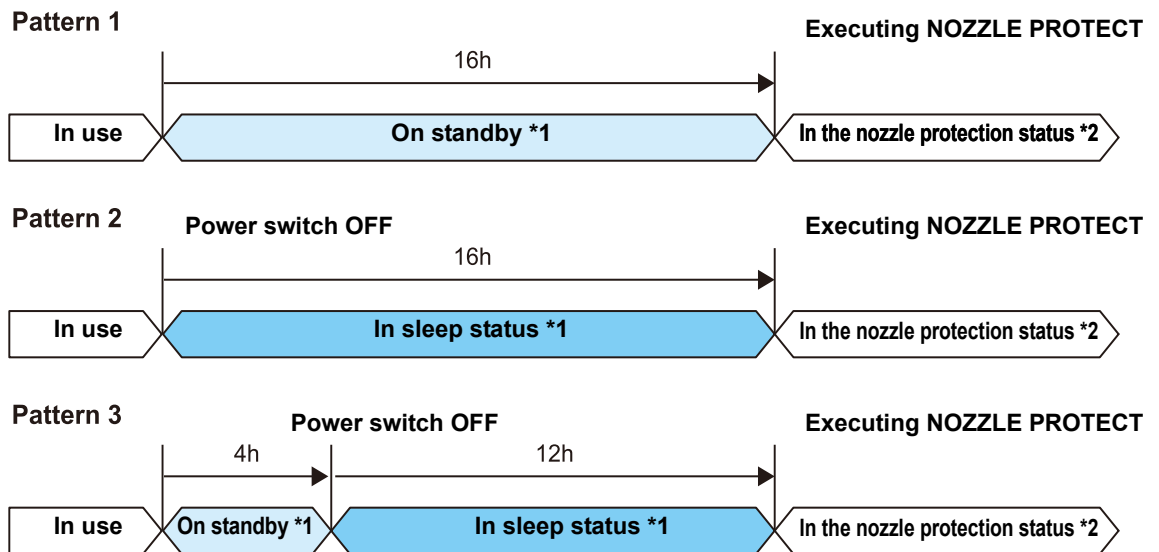 Pattern 1
Executing NOZZLE PROTECT
16h
In use
On standby *1
In the nozzle protection status *2
Pattern 2
Power switch OFF
Executing NOZZLE PROTECT
16h
In use
In sleep status *1
In the nozzle protection status *2
Pattern 3
Power switch OFF
Executing NOZZLE PROTECT
4h
12h
In use
On standby *1
In sleep status *1
In the nozzle protection status *2